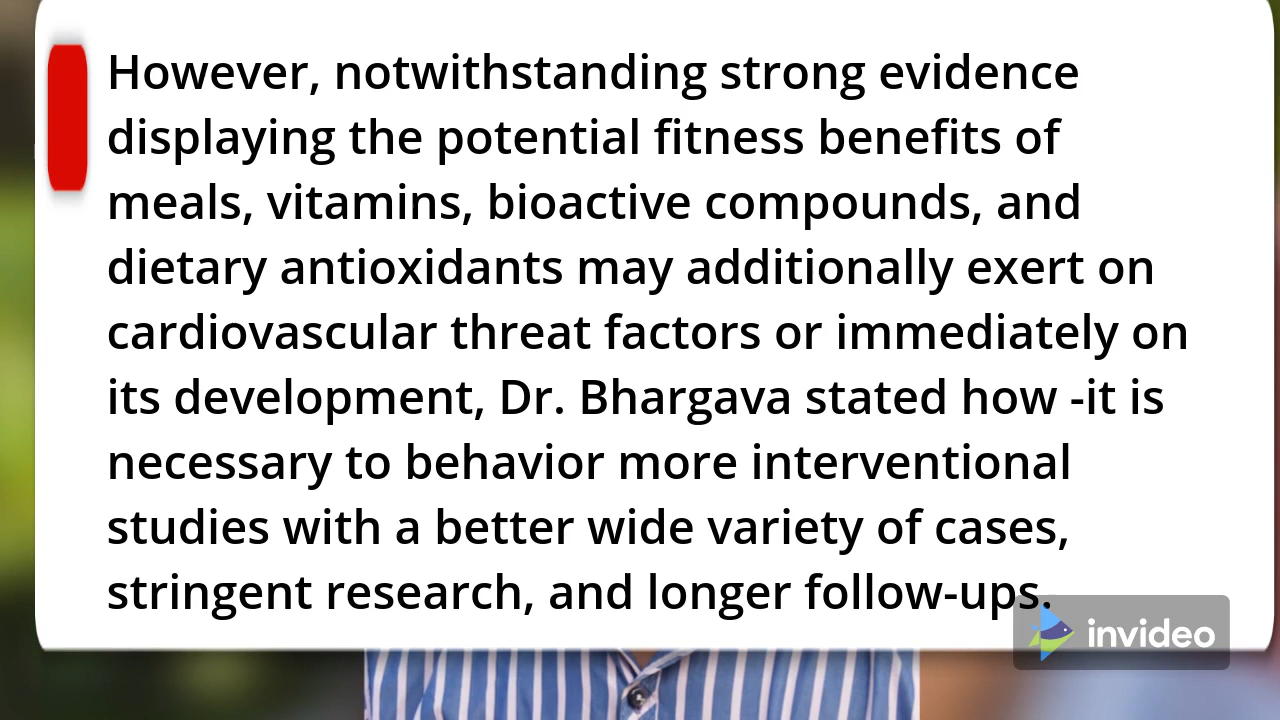 However, notwithstanding strong evidence
displaying the potential fitness benefits of
meals, vitamins, bioactive compounds, and
dietary antioxidants may additionally exert on
cardiovascular threat factors or immediately on
its development, Dr. Bhargava stated how -it is
necessary to behavior more interventional
studies with a better wide variety of cases,
stringent research, and longer follow-ups.
invideo